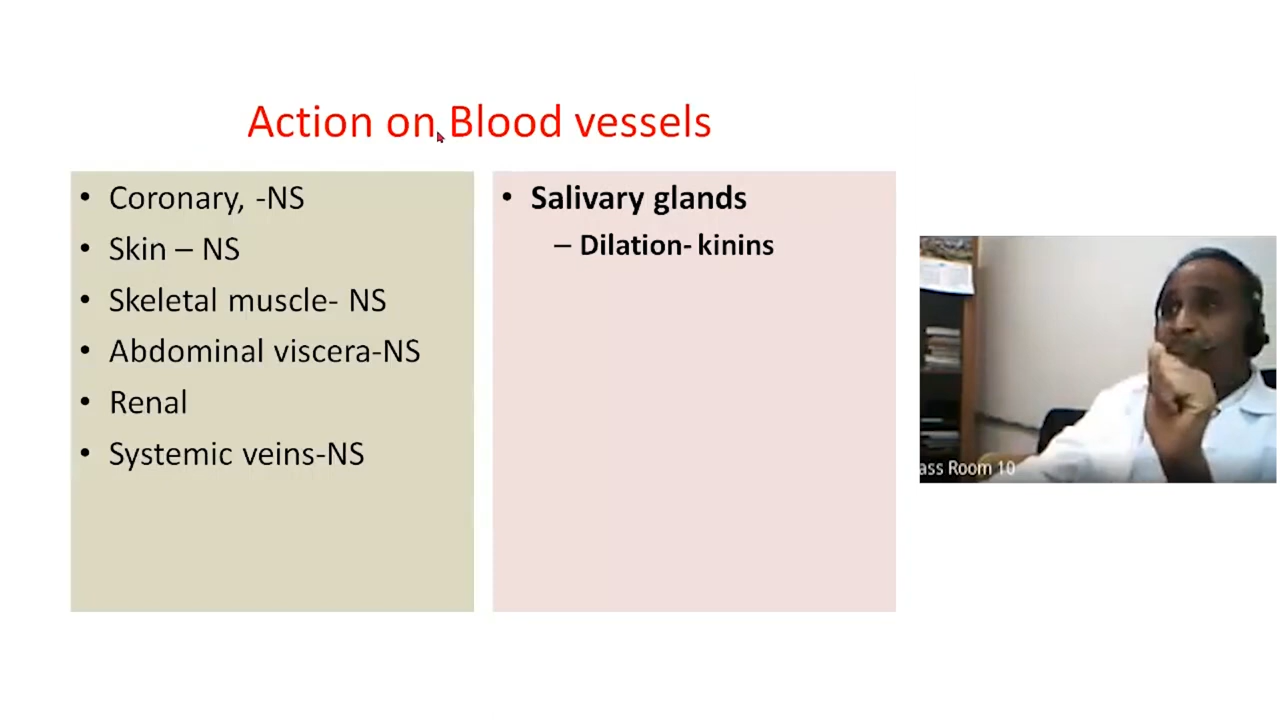 Action on Blood vessels
• Coronary, -NS
• Skin – NS
• Skeletal muscle- NS
• Abdominal viscera-NS
• Renal
• Systemic veins-NS
• Salivary glands
– Dilation- kinins
ass Room 10